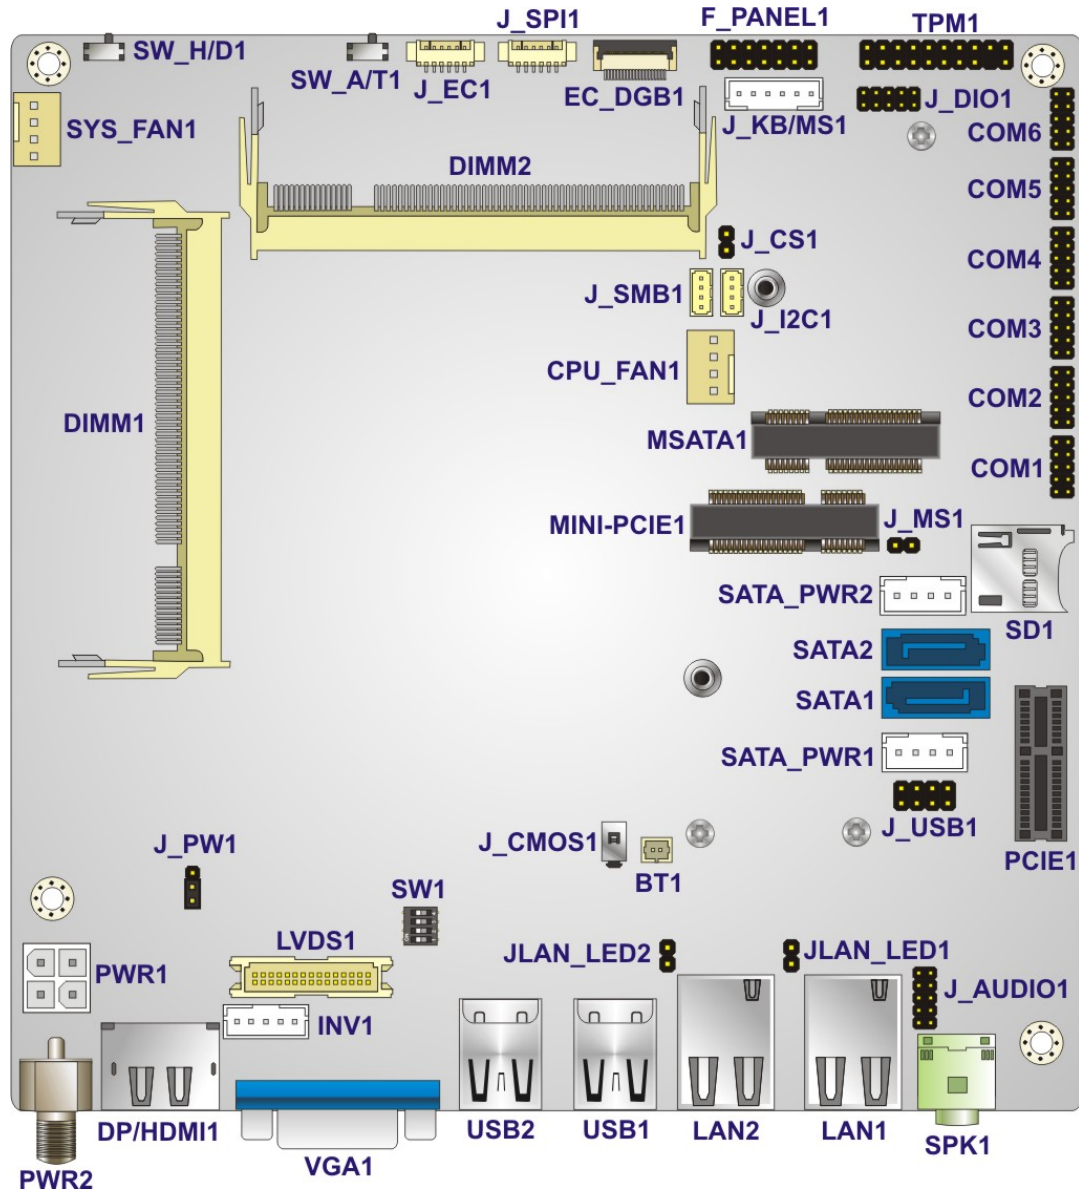 J_SPI1
F_PANEL1
TPM1
SW_H/D1
SW_A/T1
J_EC1
EC_DGB1
J_DIO1
SYS_FAN1
J_KB/MS1
COM6
DIMM2
COM5
J_CS1
COM4
J_SMB1
J_I2C1
COM3
CPU_FAN1
COM2
DIMM1
MSATA1
COM1
MINI-PCIE1
J_MS1
SATA_PWR2
SD1
SATA2
SATA1
SATA_PWR1
J_USB1
J_PW1
J_CMOS1
PCIE1
BT1
SW1
LVDS1
JLAN_LED2
JLAN_LED1
PWR1
J_AUDIO1
INV1
DP/HDMI1
USB2
USB1
LAN2
LAN1
SPK1
VGA1
PWR2